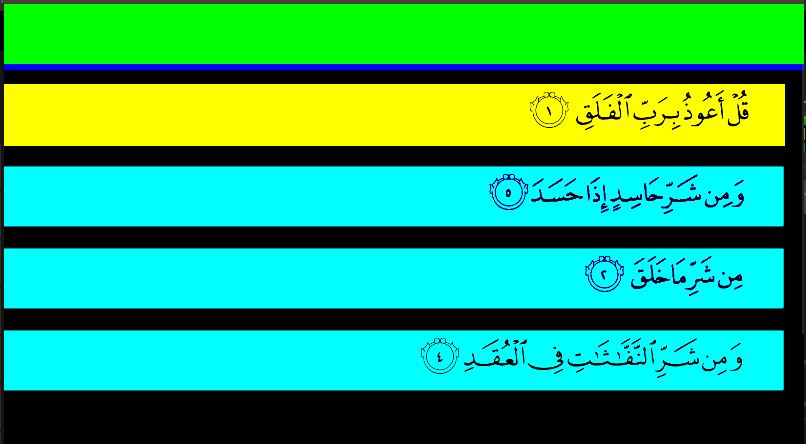 قُلْ أَعُوذُ بِرَبِّ ٱلْفَلَقِ ١
وَمِن شَرِّ حَاسِدٍ إِذَا حَسَدَ ٥
مِن شَرِّ مَا خَلَقَ ٢
وَمِن شَرِّ ٱلنَّفَّـٰثَـٰتِ فِى ٱلْعُقَدِ ٤